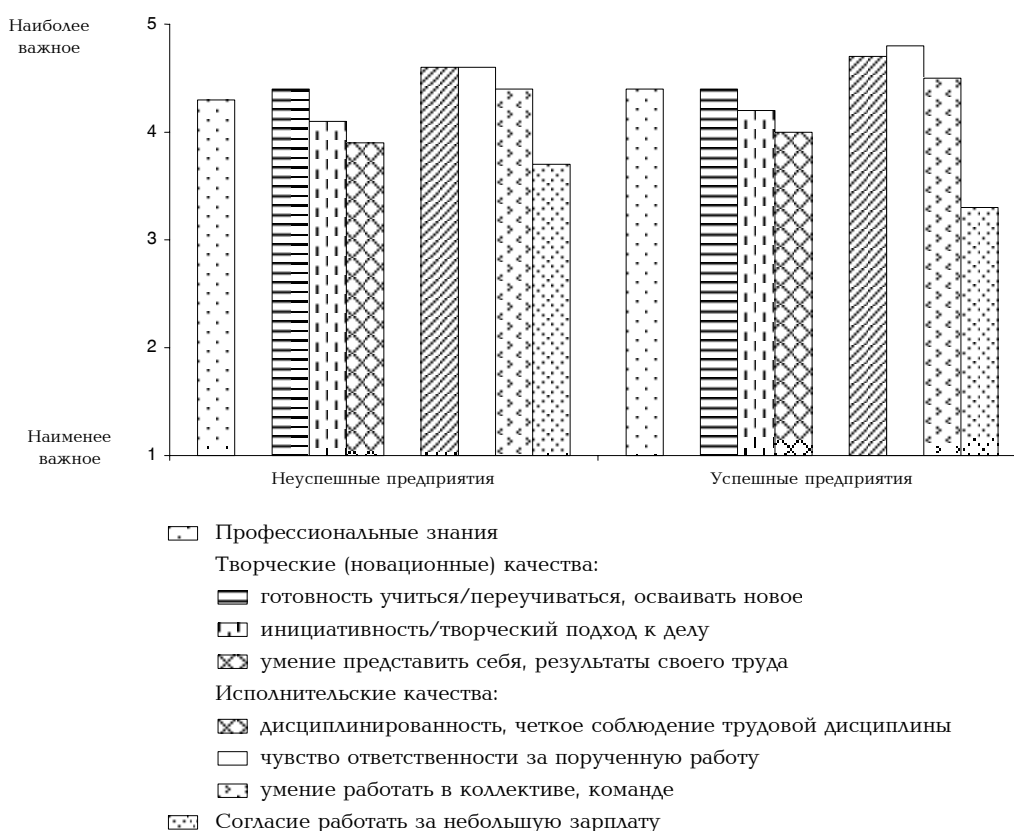 Наиболее
важное
5
4
3
2
Наименее
важное
1
Неуспешные предприятия
Успешные предприятия
Профессиональные знания
Творческие (новационные) качества:
готовность учиться/переучиваться, осваивать новое
инициативность/творческий подход к делу
умение представить себя, результаты своего труда
Исполнительские качества:
дисциплинированность, четкое соблюдение трудовой дисциплины
чувство ответственности за порученную работу
умение работать в коллективе, команде
Согласие работать за небольшую зарплату